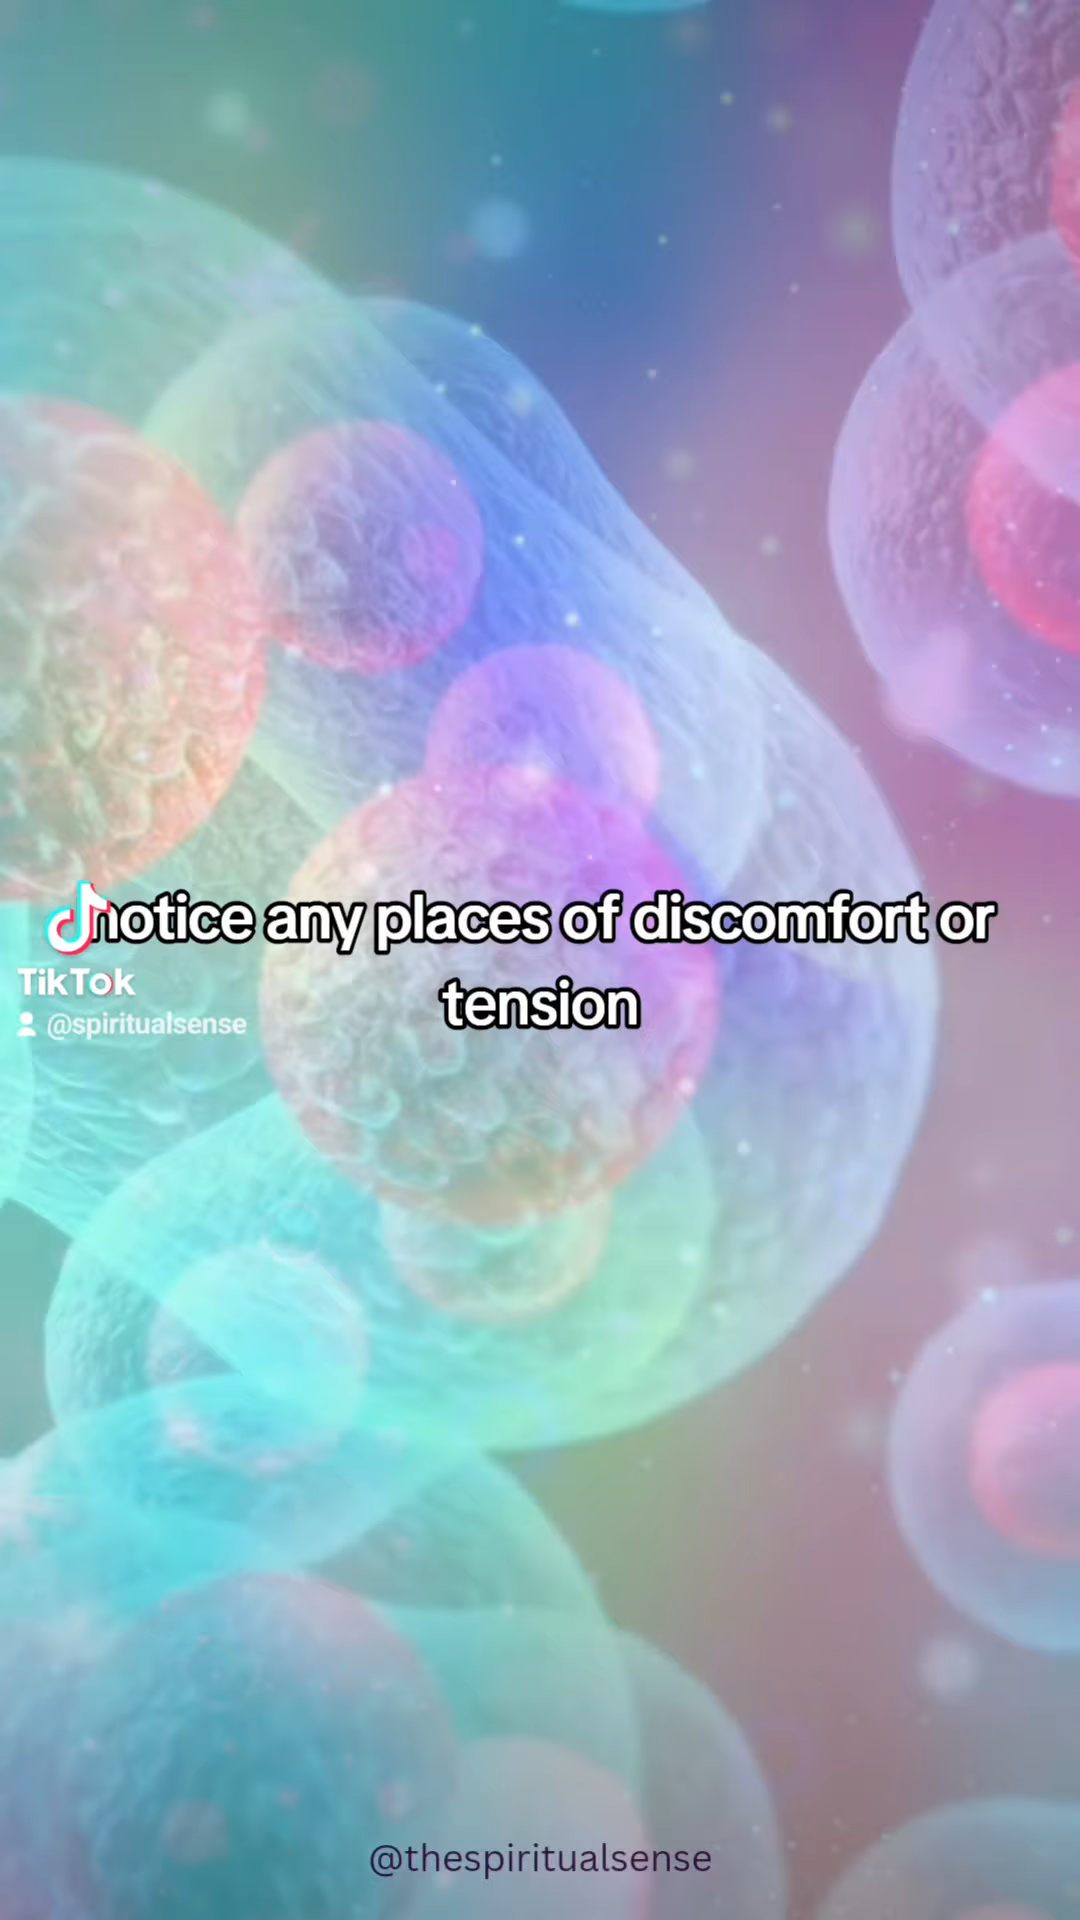 notice any places of discomfort or
tension
TikTok
@spiritualsense
@thespiritualsense